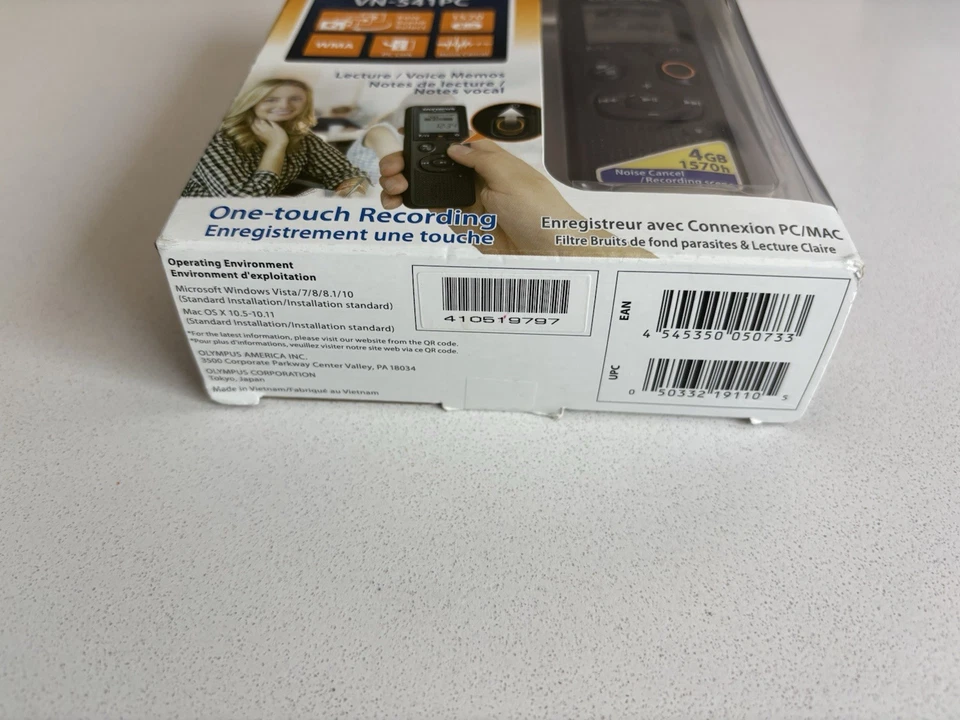 VN-541PC
1570
WMA
Lecture / Voice Memos
Notes de lecture /
Notes vocal
One-touch Recording
Enregistrement une touche
4GB
1570h
Noise Cancel
/Recording scene
Enregistreur avec Connexion PC/MAC
Filtre Bruits de fond parasites & Lecture Claire
Operating Environment
Environment d'exploitation
Microsoft Windows Vista/7/8/8.1/10
(Standard Installation/Installation standard)
Mac OS X 10.5-10.11
(Standard Installation/Installation standard)
*For the latest information, please visit our website from the QR code.
*Pour plus d'informations, veuillez visiter notre site web via ce QR code.
OLYMPUS AMERICA INC.
3500 Corporate Parkway Center Valley, PA 18034
OLYMPUS CORPORATION
Tokyo, Japan
Made in Vietnam/Fabriqué au Vietnam
410519797
EAN
4 545350 050733
UPC
0 50332 19110 5